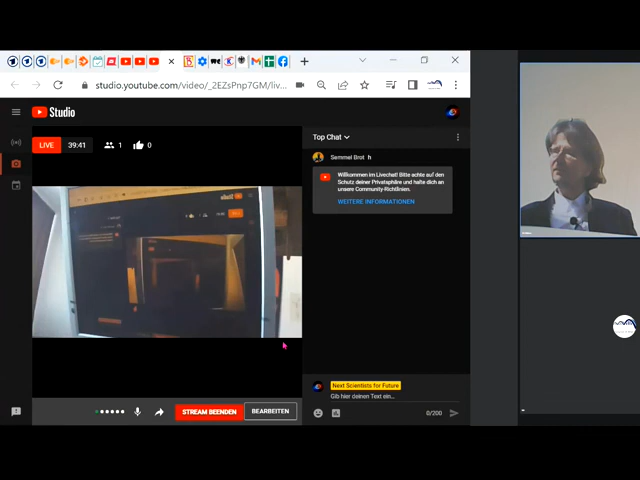 studio.youtube.com/video/_2EZsPnp7GM/liv...
Studio
LIVE
39:41
1
0
Top Chat
Semmel Brot h
Willkommen im Livechat! Bitte achte auf den
Schutz deiner Privatsphäre und halte dich an
unsere Community-Richtlinien.
WEITERE INFORMATIONEN
Next Scientists for Future
Gib hier deinen Text ein...
STREAM BEENDEN
BEARBEITEN
0/200